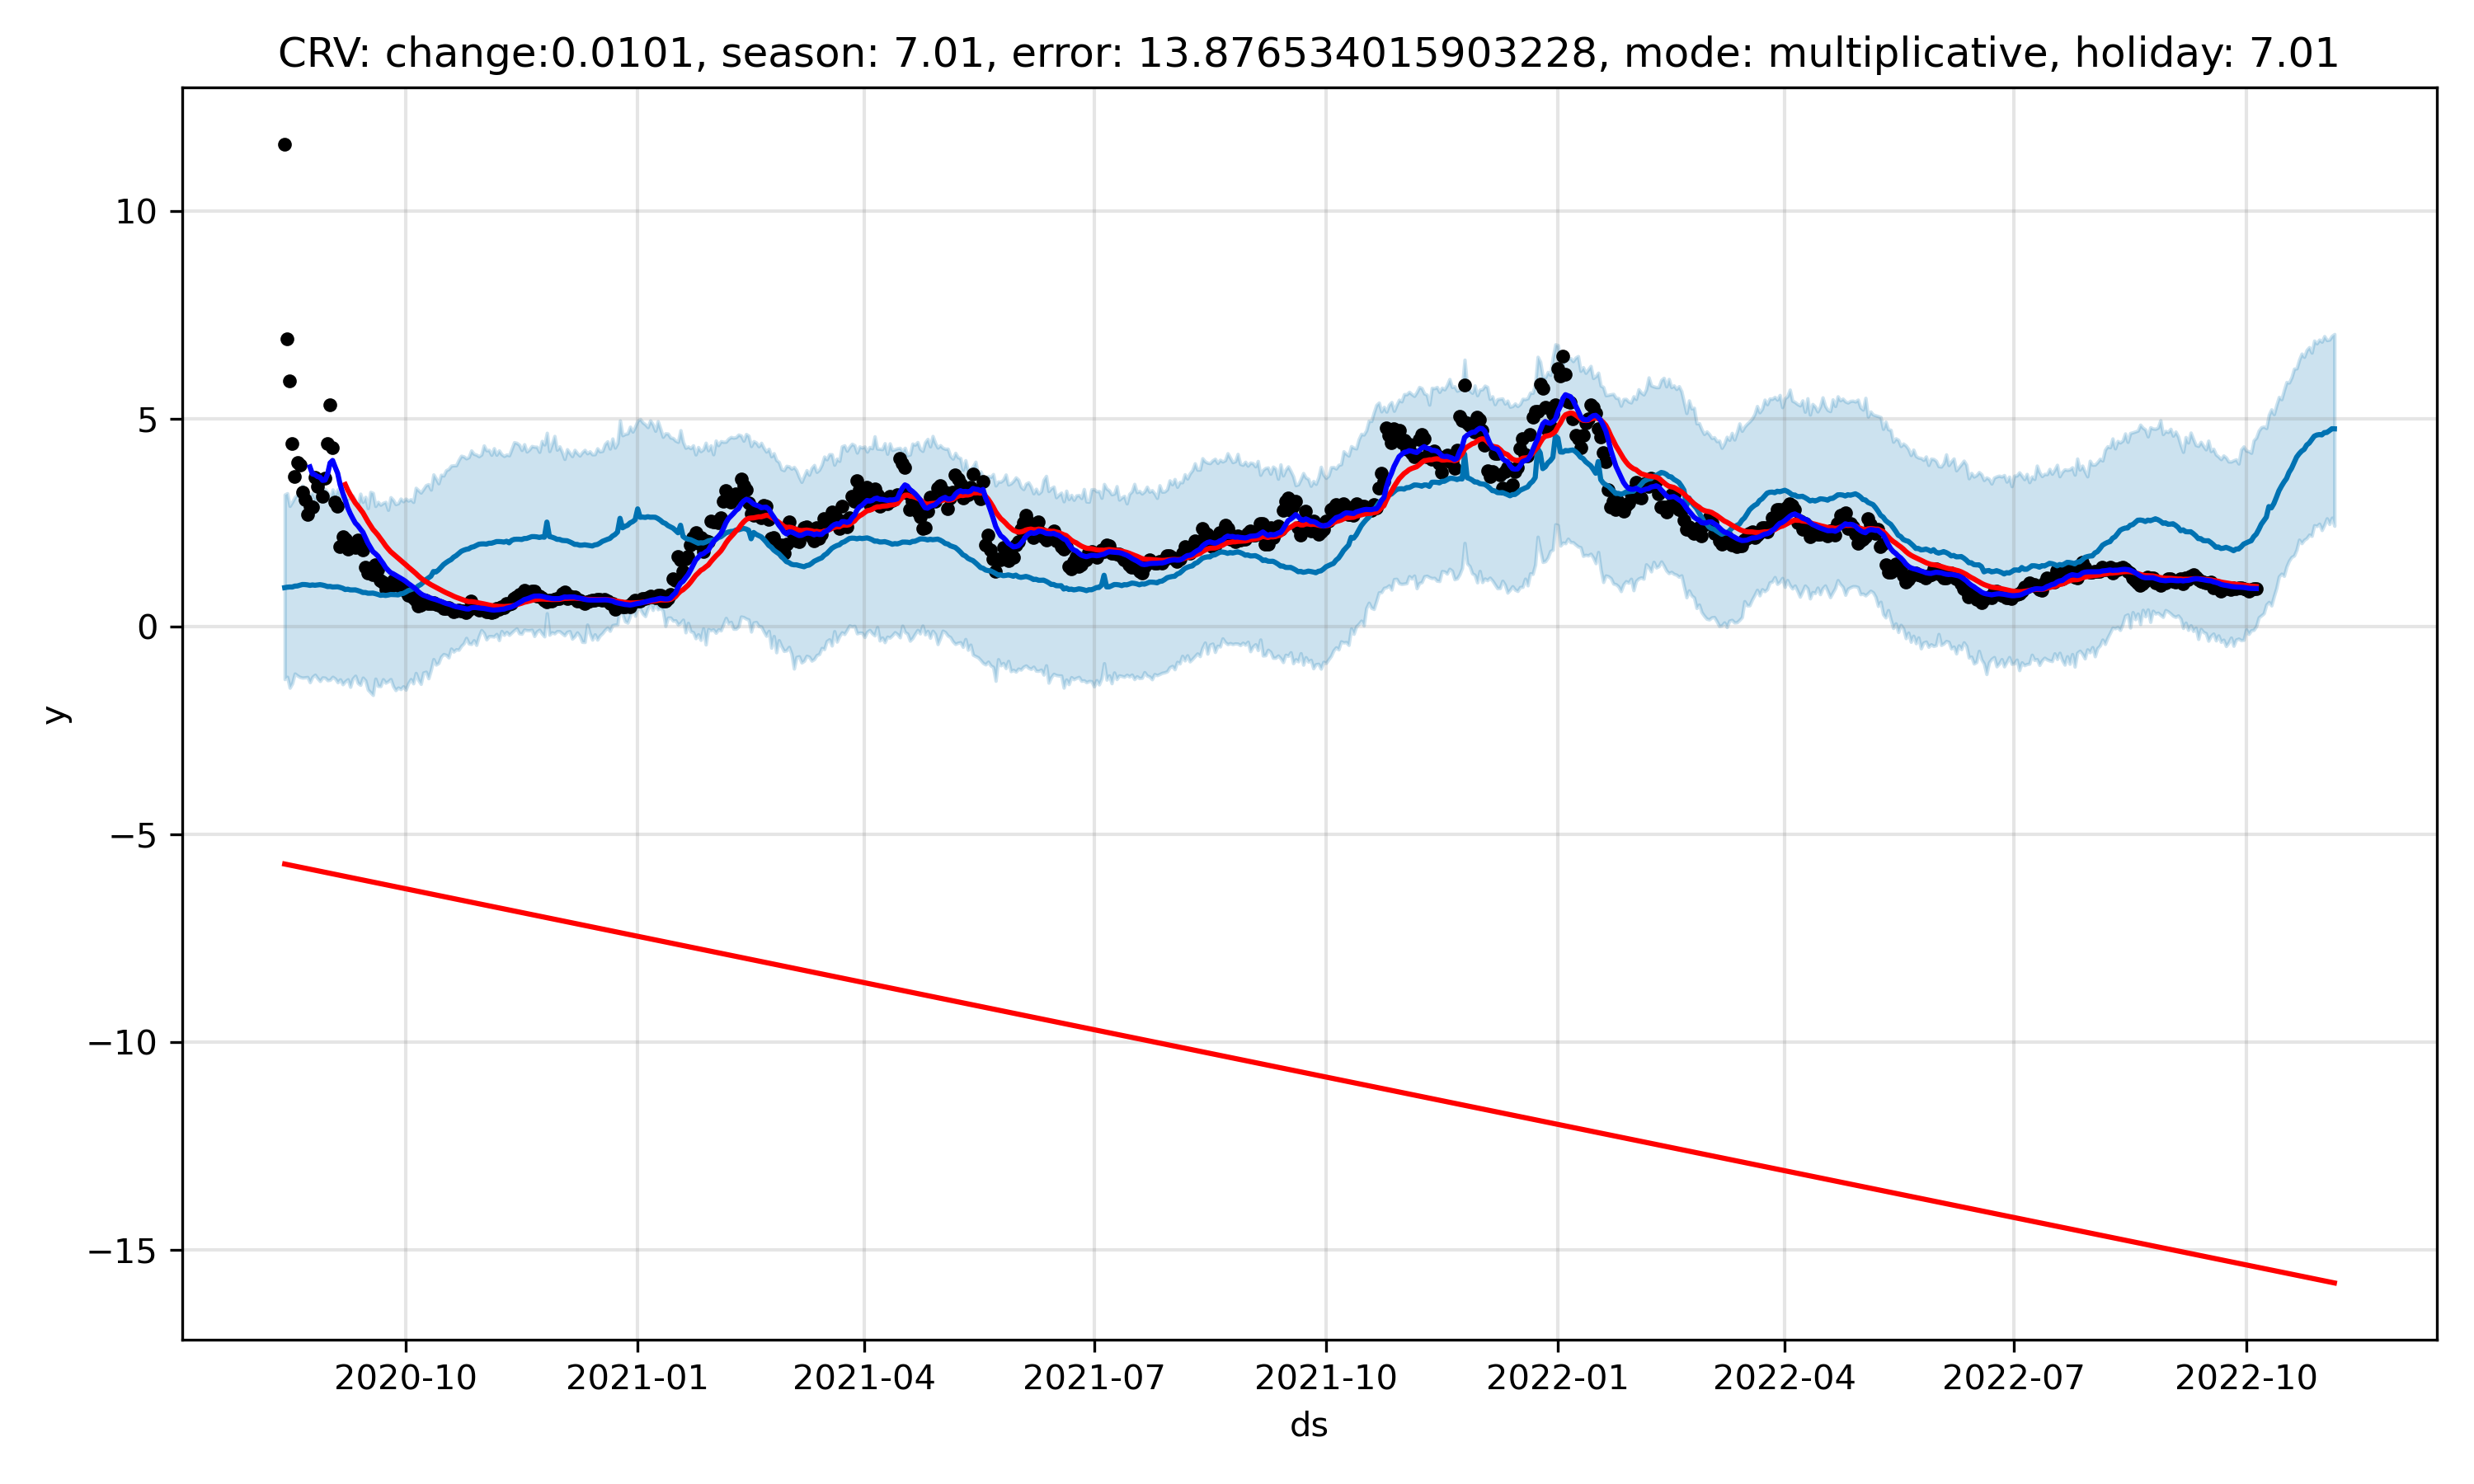 CRV: change:0.0101, season: 7.01, error: 13.876534015903228, mode: multiplicative, holiday: 7.01
10
5
0
−5
−10
−15
y
2020-10 2021-01 2021-04 2021-07 2021-10 2022-01 2022-04 2022-07 2022-10
ds